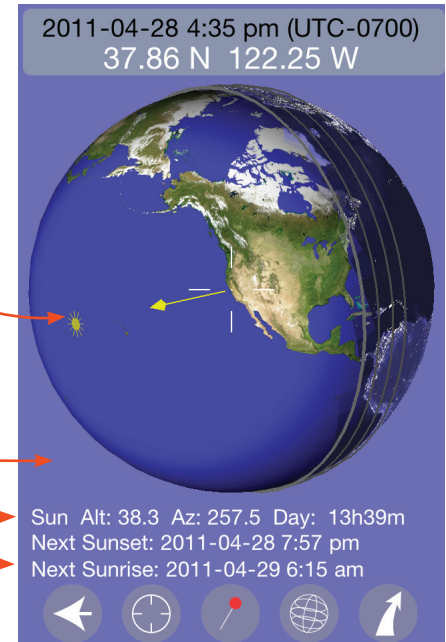 2011-04-28 4:35 pm (UTC-0700)
37.86 N 122.25 W
Sun Alt: 38.3 Az: 257.5 Day: 13h39m
Next Sunset: 2011-04-28 7:57 pm
Next Sunrise: 2011-04-29 6:15 am